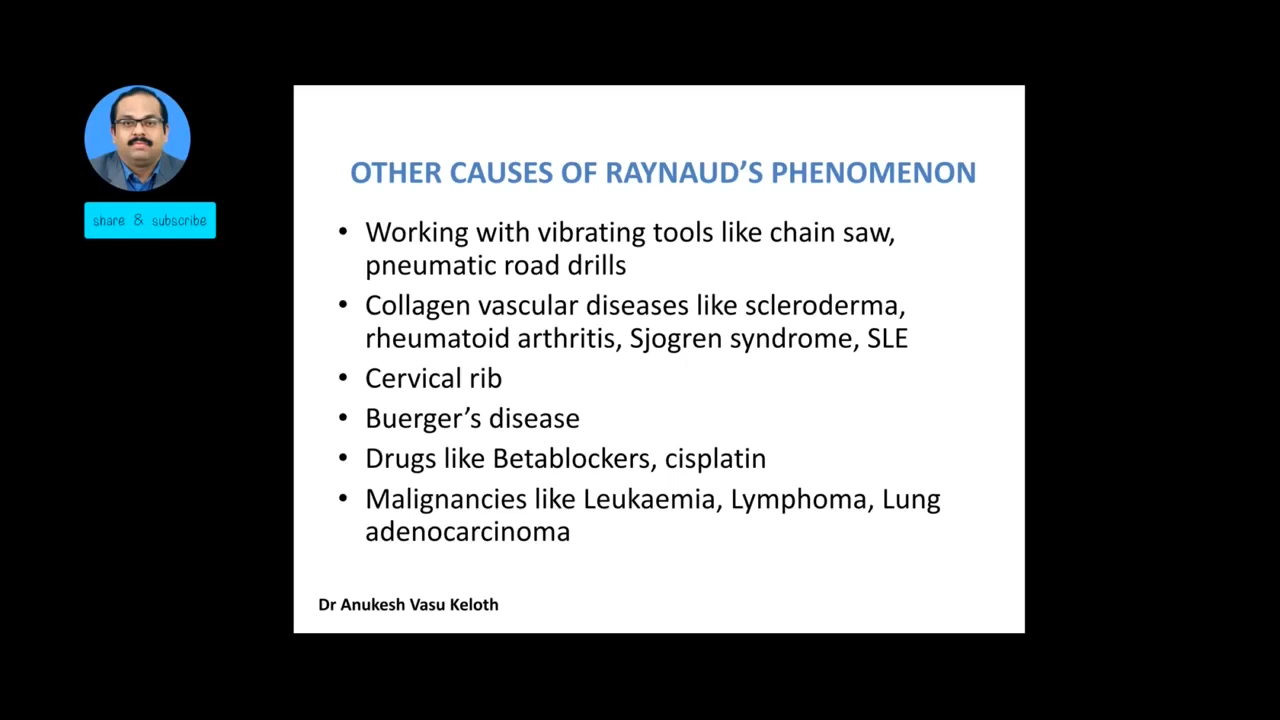 share & subscribe
OTHER CAUSES OF RAYNAUD’S PHENOMENON
• Working with vibrating tools like chain saw,
pneumatic road drills
• Collagen vascular diseases like scleroderma,
rheumatoid arthritis, Sjogren syndrome, SLE
• Cervical rib
• Buerger’s disease
• Drugs like Betablockers, cisplatin
• Malignancies like Leukaemia, Lymphoma, Lung
adenocarcinoma
Dr Anukesh Vasu Keloth